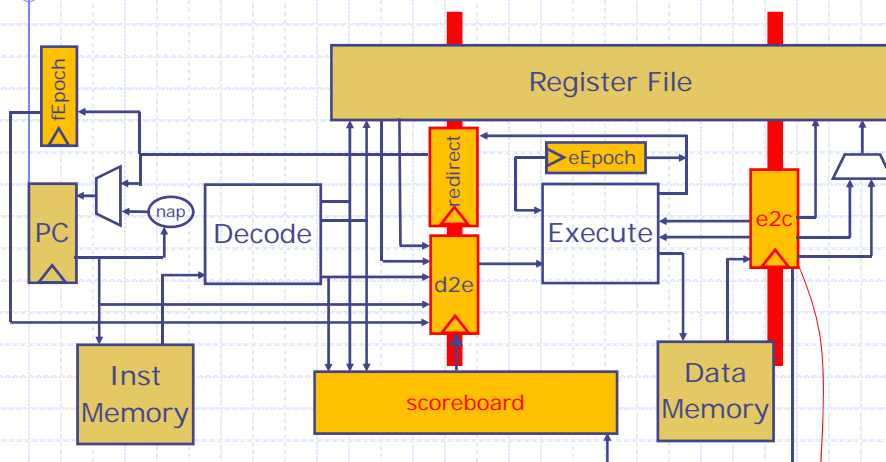 Register File
fEpoch
redirect
eEpoch
PC
nap
Decode
Execute
e2c
d2e
Inst
Memory
scoreboard
Data
Memory